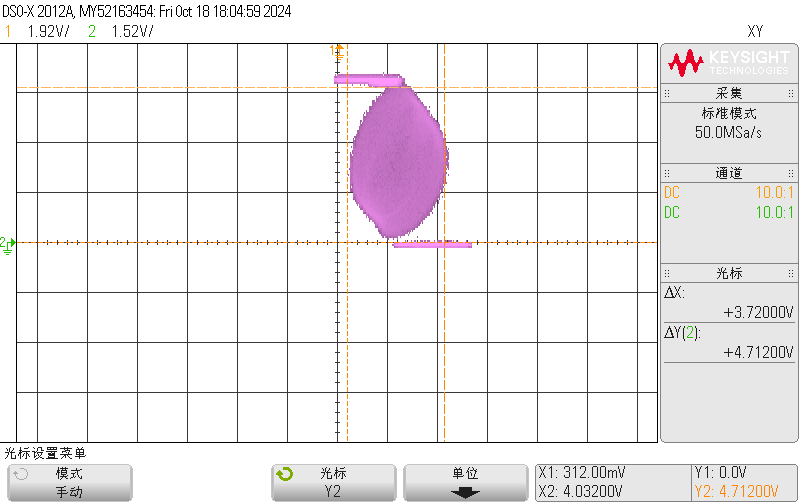 DSO-X 2012A, MY52163454: Fri Oct 18 18:04:59 2024
1 1.92V/ 2 1.52V/ XY
1
KEYSIGHT
TECHNOLOGIES
采集
标准模式
50.0MSa/s
通道
DC 10.0:1
DC 10.0:1
2
光标
ΔX:
+3.72000V
ΔY(2):
+4.71200V
光标设置菜单
模式
手动
光标
Y2
单位
X1: 312.00mV
X2: 4.03200V
Y1: 0.0V
Y2: 4.71200V